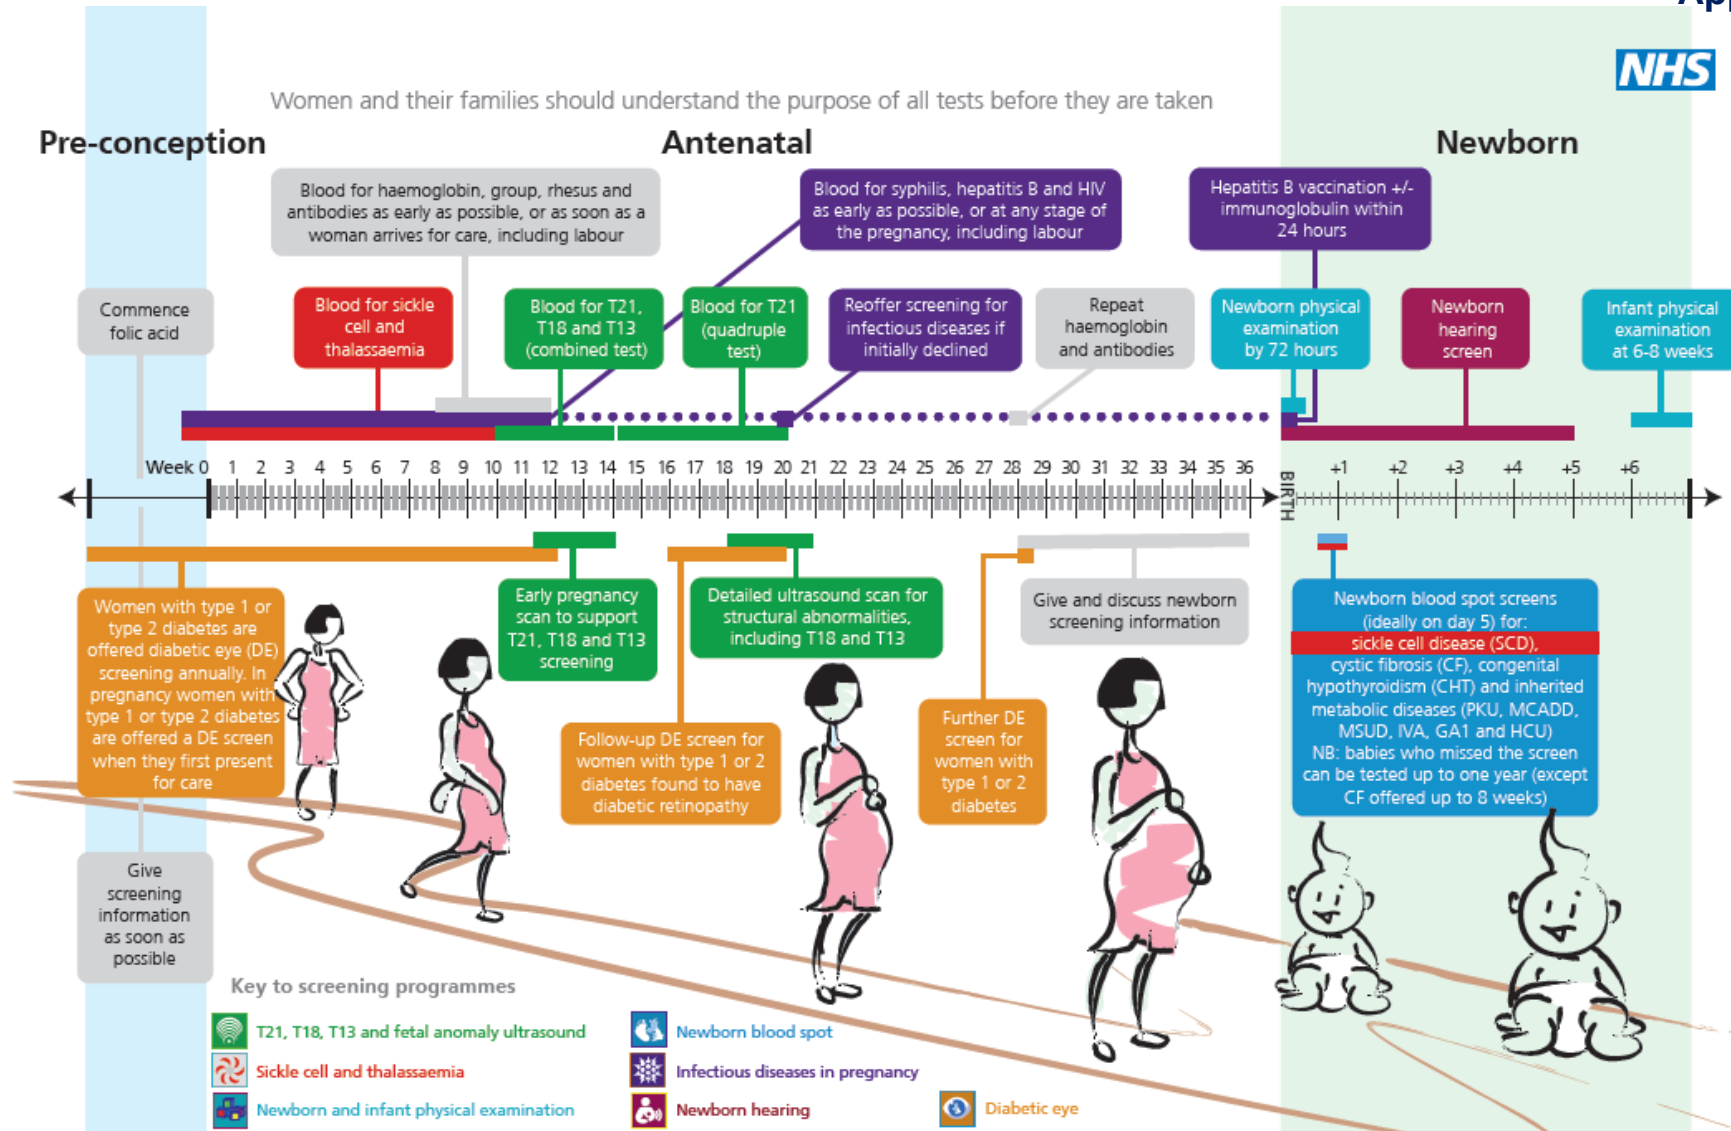 App
NHS
Women and their families should understand the purpose of all tests before they are taken
Pre-conception
Antenatal
Newborn
Blood for haemoglobin, group, rhesus and
antibodies as early as possible, or as soon as a
woman arrives for care, including labour
Blood for syphilis, hepatitis B and HIV
as early as possible, or at any stage of
the pregnancy, including labour
Hepatitis B vaccination +/-
immunoglobulin within
24 hours
Commence
folic acid
Blood for sickle
cell and
thalassaemia
Blood for T21,
T18 and T13
(combined test)
Blood for T21
(quadruple
test)
Reoffer screening for
infectious diseases if
initially declined
Repeat
haemoglobin
and antibodies
Newborn physical
examination
by 72 hours
Newborn
hearing
screen
Infant physical
examination
at 6-8 weeks
Week 0 1 2 3 4 5 6 7 8 9 10 11 12 13 14 15 16 17 18 19 20 21 22 23 24 25 26 27 28 29 30 31 32 33 34 35 36
BIRTH
+1 +2 +3 +4 +5 +6
Women with type 1 or
type 2 diabetes are
offered diabetic eye (DE)
screening annually. In
pregnancy women with
type 1 or type 2 diabetes
are offered a DE screen
when they first present
for care
Early pregnancy
scan to support
T21, T18 and T13
screening
Detailed ultrasound scan for
structural abnormalities,
including T18 and T13
Give and discuss newborn
screening information
Newborn blood spot screens
(ideally on day 5) for:
sickle cell disease (SCD),
cystic fibrosis (CF), congenital
hypothyroidism (CHT) and inherited
metabolic diseases (PKU, MCADD,
MSUD, IVA, GA1 and HCU)
NB: babies who missed the screen
can be tested up to one year (except
CF offered up to 8 weeks)
Follow-up DE screen for
women with type 1 or 2
diabetes found to have
diabetic retinopathy
Further DE
screen for
women with
type 1 or 2
diabetes
Give
screening
information
as soon as
possible
Key to screening programmes
T21, T18, T13 and fetal anomaly ultrasound
Sickle cell and thalassaemia
Newborn and infant physical examination
Newborn blood spot
Infectious diseases in pregnancy
Newborn hearing
Diabetic eye